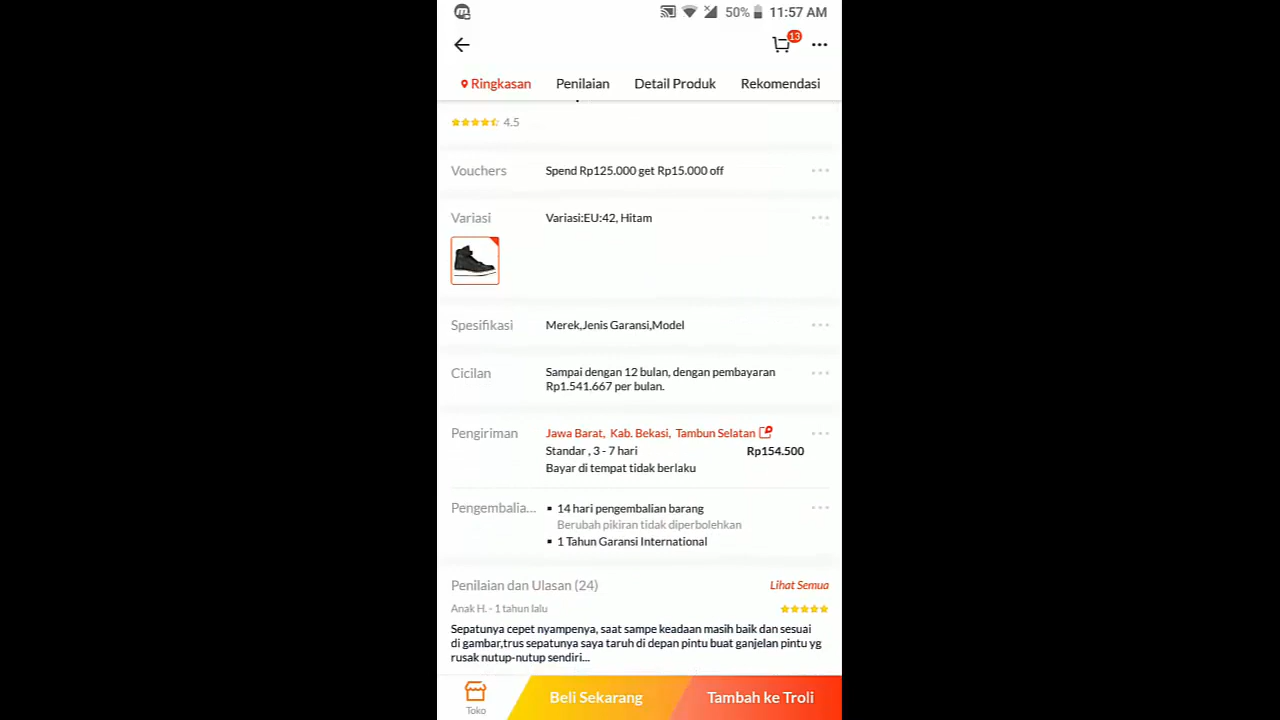 50% 11:57 AM
13
Ringkasan Penilaian Detail Produk Rekomendasi
4.5
Vouchers Spend Rp125.000 get Rp15.000 off
Variasi Variasi:EU:42, Hitam
Spesifikasi Merek,Jenis Garansi,Model
Cicilan Sampai dengan 12 bulan, dengan pembayaran
Rp1.541.667 per bulan.
Pengiriman Jawa Barat, Kab. Bekasi, Tambun Selatan
Standar , 3 - 7 hari Rp154.500
Bayar di tempat tidak berlaku
Pengembalia... ▪ 14 hari pengembalian barang
Berubah pikiran tidak diperbolehkan
▪ 1 Tahun Garansi International
Penilaian dan Ulasan (24) Lihat Semua
Anak H. - 1 tahun lalu
Sepatunya cepet nyampenya, saat sampe keadaan masih baik dan sesuai
di gambar,trus sepatunya saya taruh di depan pintu buat ganjelan pintu yg
rusak nutup-nutup sendiri...
Toko Beli Sekarang Tambah ke Troli